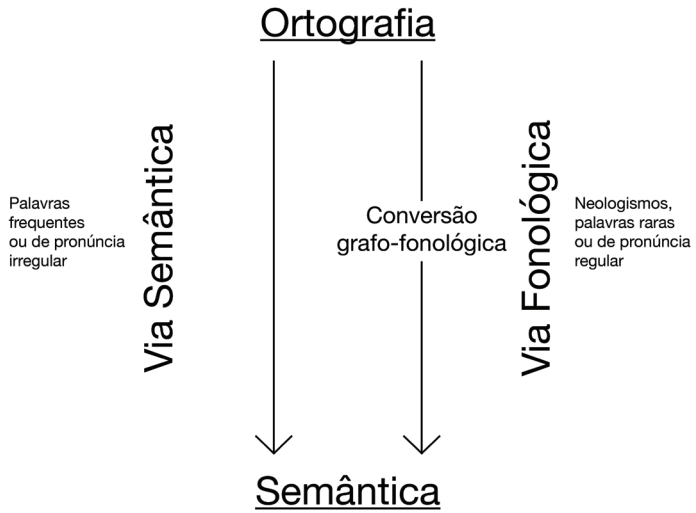 Ortografia
Via Semântica
Via Fonológica
Palavras
frequentes
ou de pronúncia
irregular
Conversão
grafo-fonológica
Neologismos,
palavras raras
ou de pronúncia
regular
Semântica